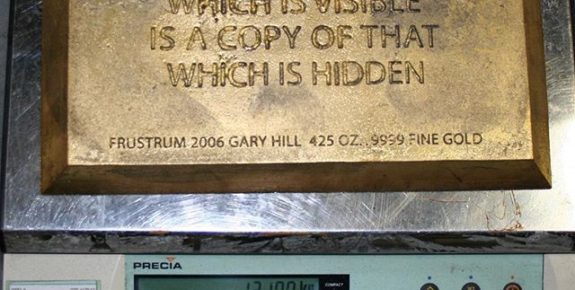 WHICH IS VISIBLE
IS A COPY OF THAT
WHICH IS HIDDEN
FRUSTRUM 2006 GARY HILL 425 OZ. .9999 FINE GOLD
PRECIA
COMPACT